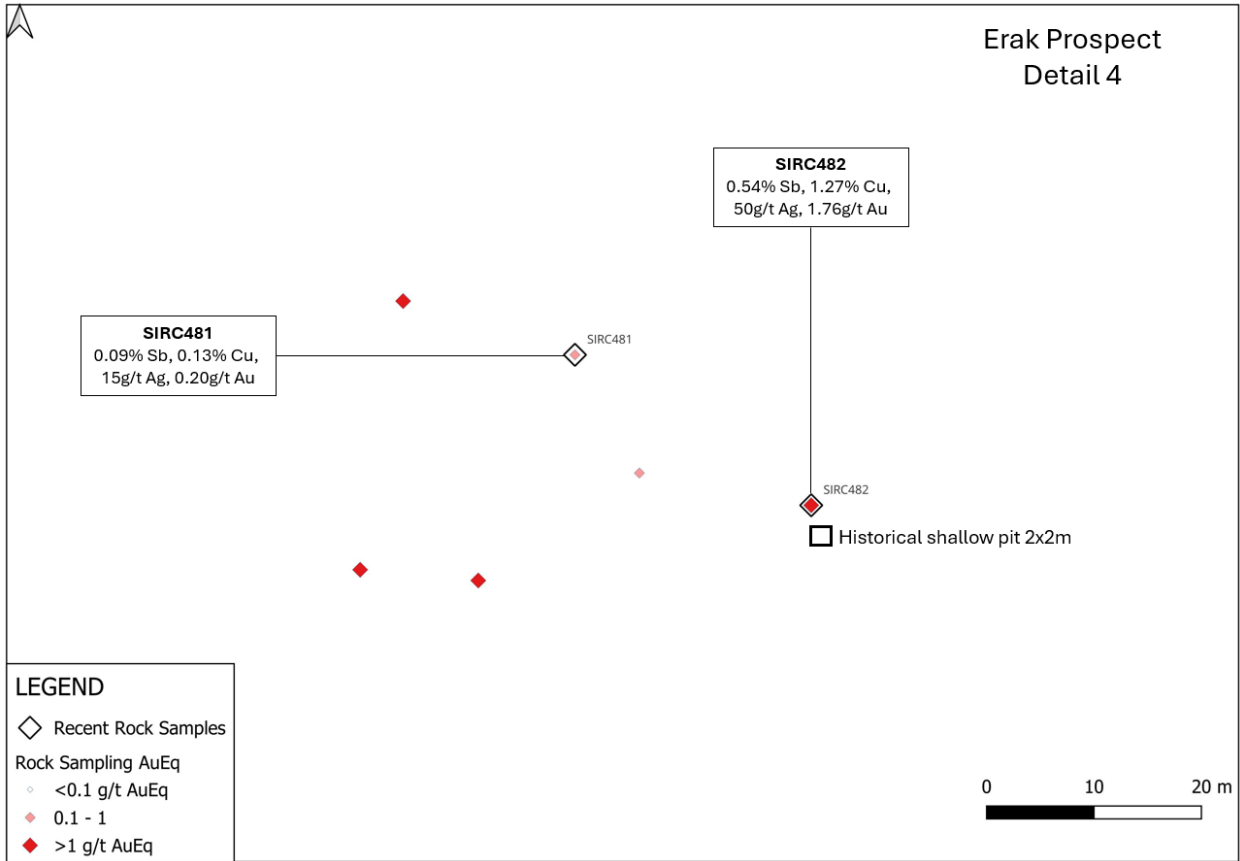 Erak Prospect
Detail 4
SIRC482
0.54% Sb, 1.27% Cu,
50g/t Ag, 1.76g/t Au
SIRC481
0.09% Sb, 0.13% Cu,
15g/t Ag, 0.20g/t Au
SIRC481
SIRC482
Historical shallow pit 2x2m
LEGEND
Recent Rock Samples
Rock Sampling AuEq
<0.1 g/t AuEq
0.1 - 1
>1 g/t AuEq
0 10 20 m